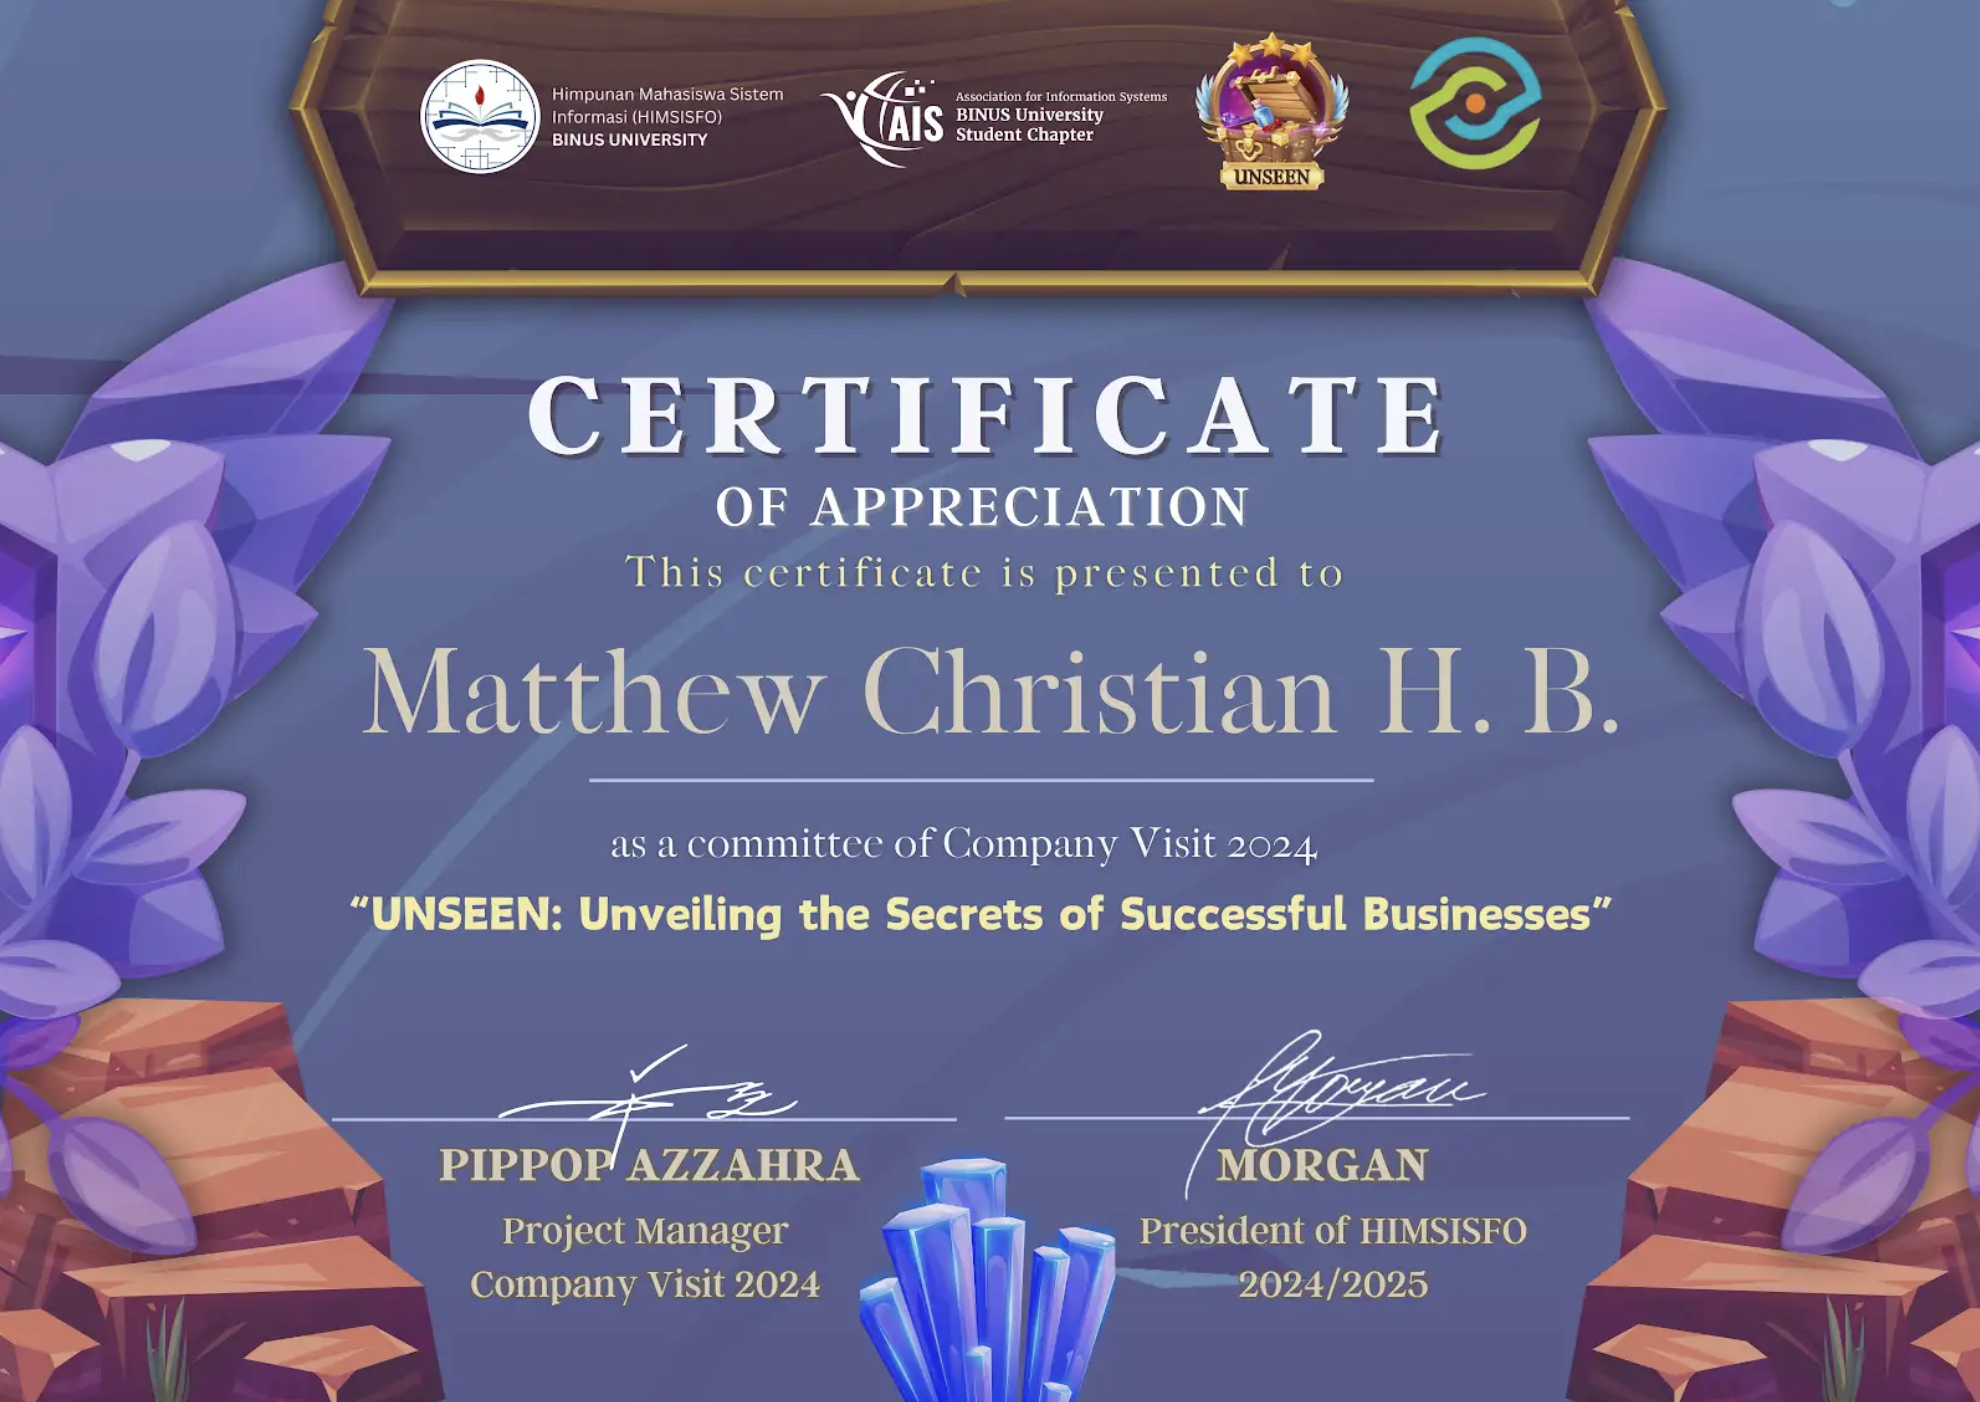 Himpunan Mahasiswa Sistem
Informasi (HIMSISFO)
BINUS UNIVERSITY
AIS
Association for Information Systems
BINUS University
Student Chapter
UNSEEN
CERTIFICATE
OF APPRECIATION
This certificate is presented to
Matthew Christian H. B.
as a committee of Company Visit 2024
“UNSEEN: Unveiling the Secrets of Successful Businesses”
Morgan
PIPPOP AZZAHRA
Project Manager
Company Visit 2024
MORGAN
President of HIMSISFO
2024/2025